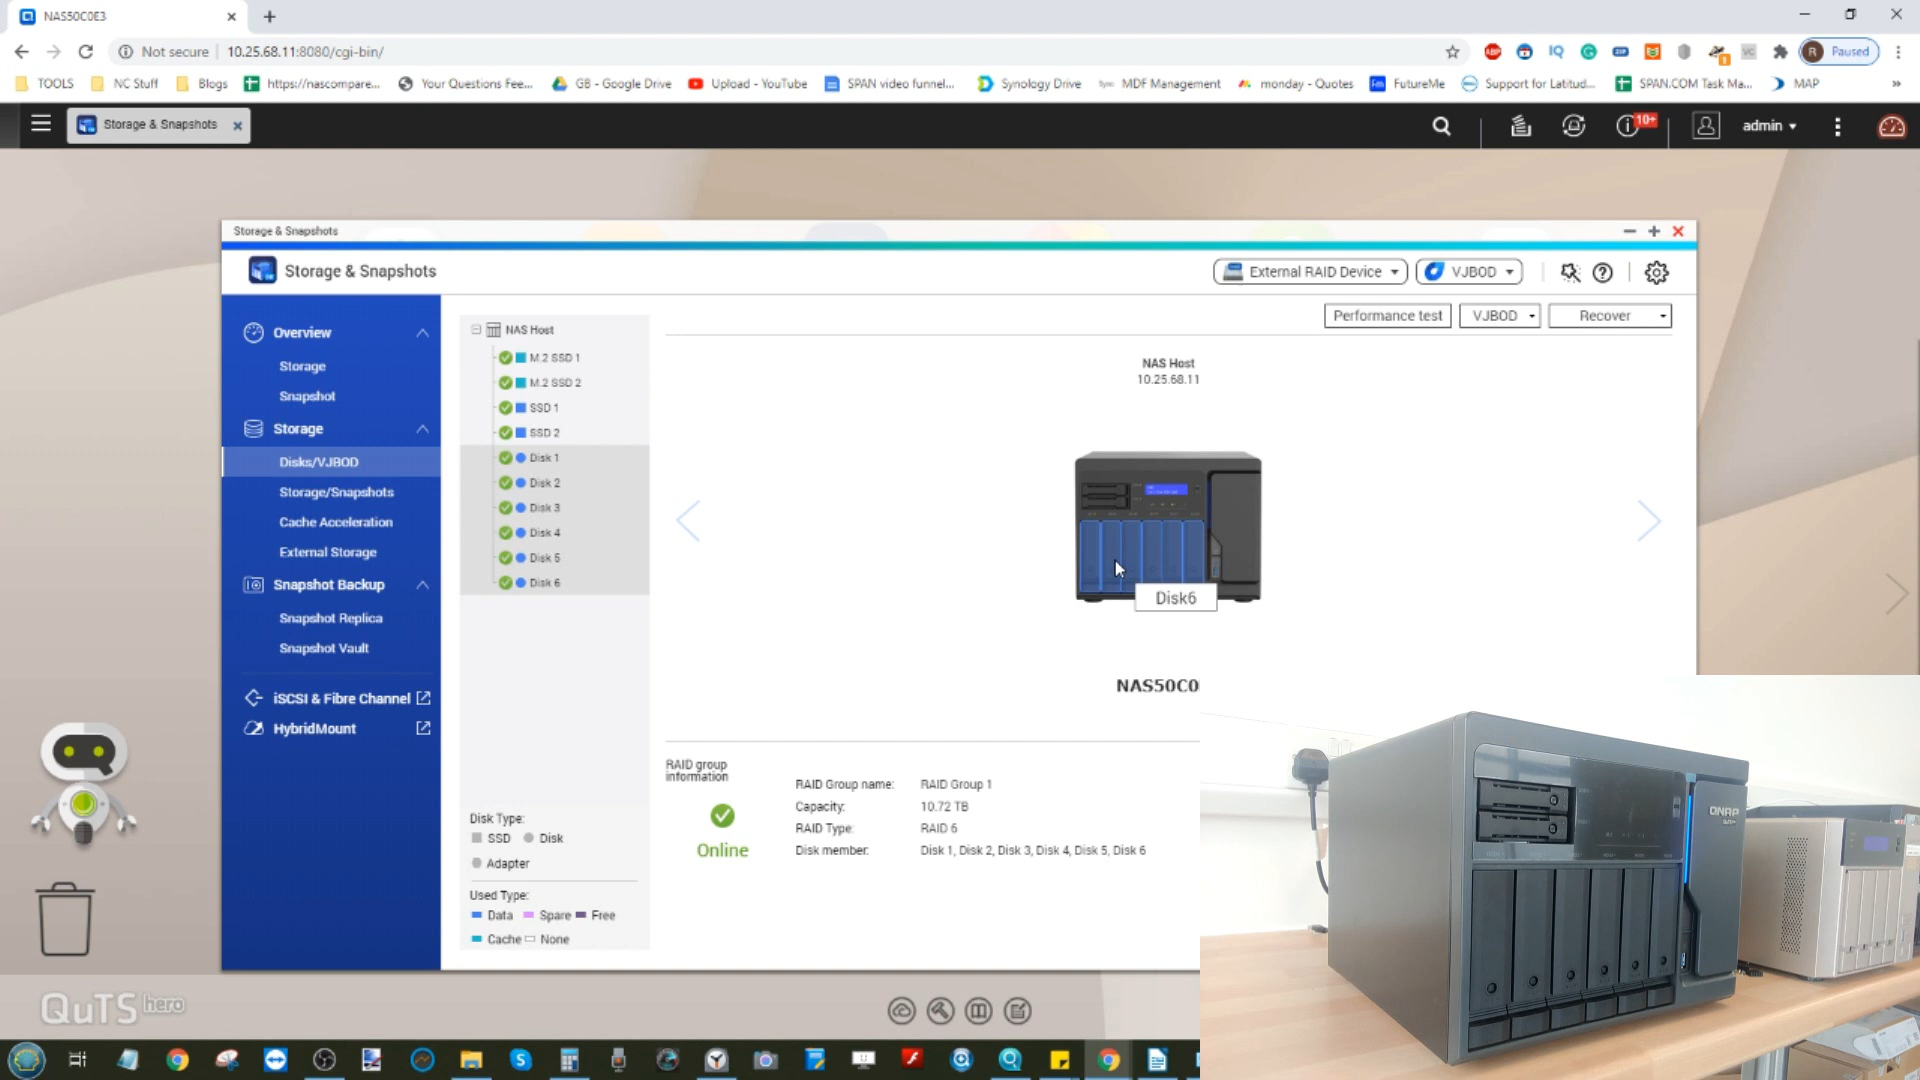 NAS50C0E3
Not secure
10.25.68.11:8080/cgi-bin/
Paused
TOOLS
NC Stuff
Blogs
https://nascompare...
Your Questions Fee...
GB - Google Drive
Upload - YouTube
SPAN video funnel...
Synology Drive
MDF Management
monday - Quotes
FutureMe
Support for Latitud...
SPAN.COM Task Ma...
MAP
Storage & Snapshots
10+
admin
Storage & Snapshots
Storage & Snapshots
External RAID Device
VJBOD
Overview
Storage
Snapshot
Storage
Disks/VJBOD
Storage/Snapshots
Cache Acceleration
External Storage
Snapshot Backup
Snapshot Replica
Snapshot Vault
iSCSI & Fibre Channel
HybridMount
NAS Host
M.2 SSD 1
M.2 SSD 2
SSD 1
SSD 2
Disk 1
Disk 2
Disk 3
Disk 4
Disk 5
Disk 6
Disk Type:
SSD
Disk
Adapter
Used Type:
Data
Spare
Free
Cache
None
Performance test
VJBOD
Recover
NAS Host
10.25.68.11
Disk6
NAS50C0
RAID group
information
Online
RAID Group name: RAID Group 1
Capacity: 10.72 TB
RAID Type: RAID 6
Disk member: Disk 1, Disk 2, Disk 3, Disk 4, Disk 5, Disk 6
QNAP
QuTS hero